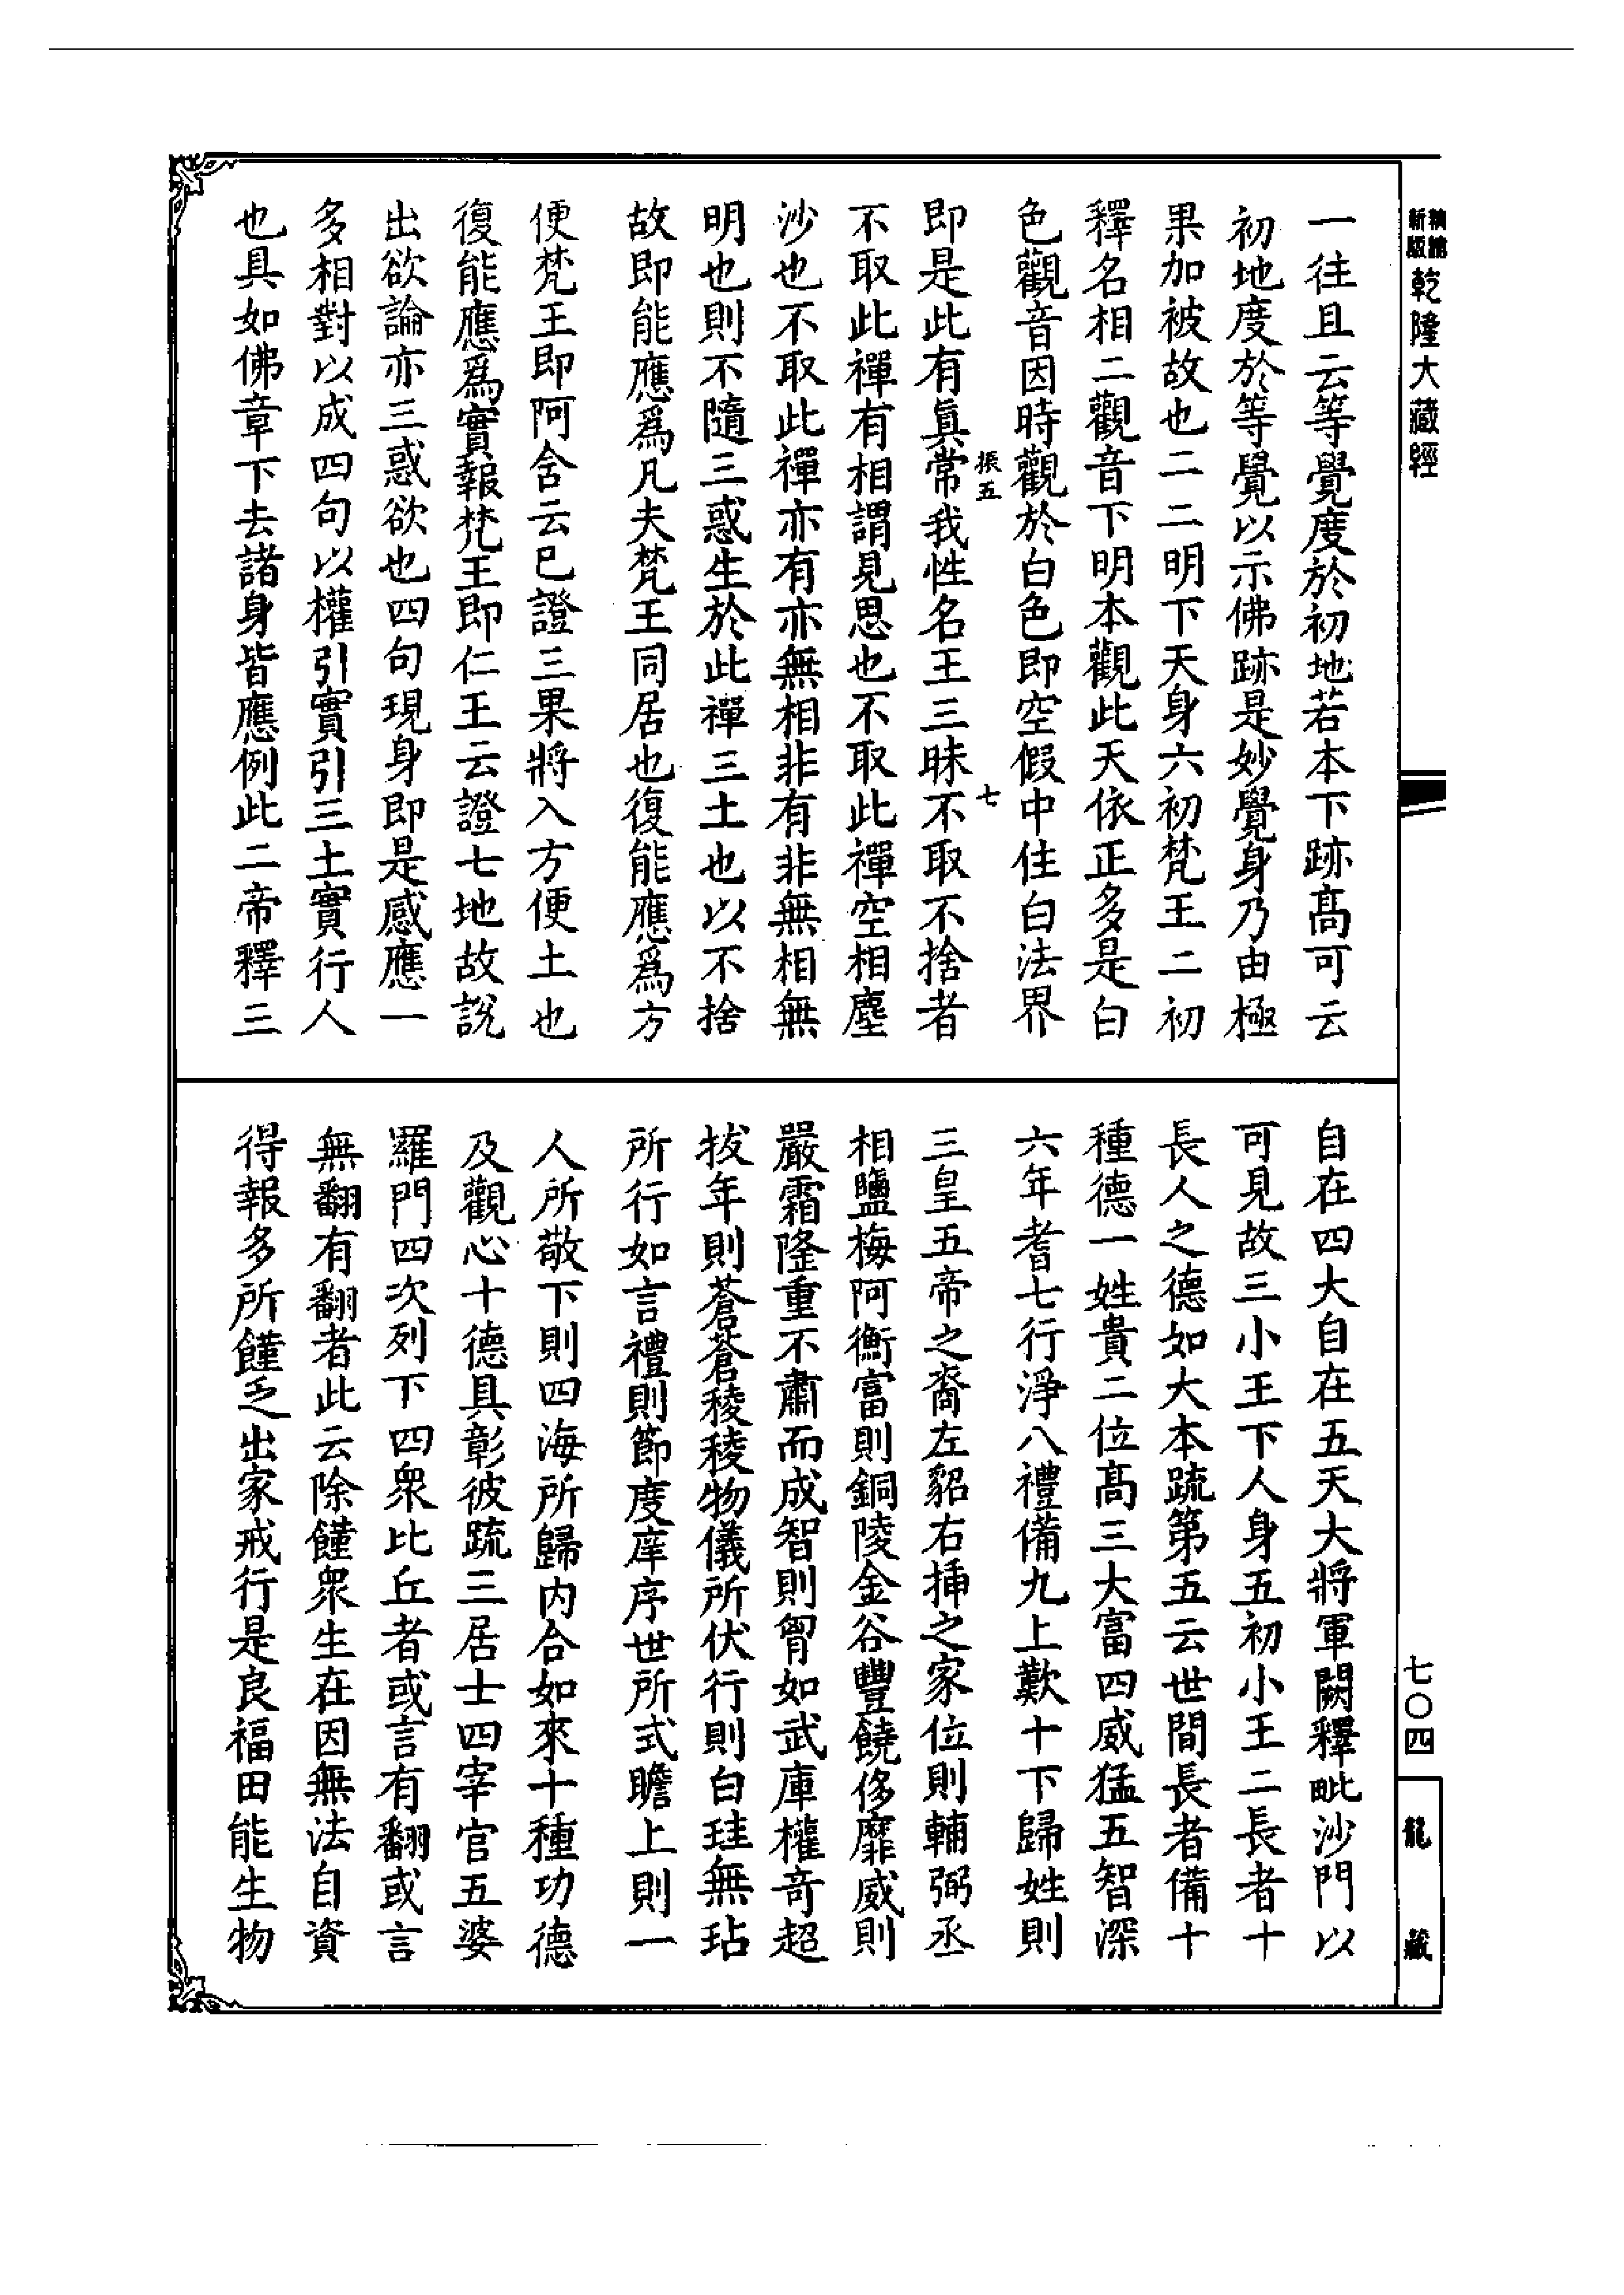 新版
精縮
乾隆大藏經
一往且云等覺度於初地若本下跡髙可云
初地度於等覺以示佛跡是妙覺身乃由極
果加被故也二二明下天身六初梵王二初
釋名相二觀音下明本觀此天依正多是白
色觀音因時觀於白色即空假中住白法界
振五
七
即是此有真常我性名王三昧不取不捨者
不取此禪有相謂見思也不取此禪空相塵
沙也不取此禪亦有亦無相非有非無相無
明也則不隨三惑生於此禪三土也以不捨
故即能應爲凡夫梵王同居也復能應爲方
便梵王即阿含云已證三果將入方便土也
復能應爲實報梵王即仁王云證七地故說
出欲論亦三惑欲也四句現身即是感應一
多相對以成四句以權引實引三土實行人
也具如佛章下去諸身皆應例此二帝釋三
自在四大自在五天大將軍闕釋毗沙門以
可見故三小王下人身五初小王二長者十
長人之德如大本疏第五云世間長者備十
種德一姓貴二位髙三大富四威猛五智深
六年耆七行淨八禮備九上歎十下歸姓則
三皇五帝之裔左貂右揷之家位則輔弼丞
相鹽梅阿衡富則銅陵金谷豐饒侈靡威則
嚴霜隆重不肅而成智則胷如武庫權奇超
拔年則蒼蒼稜稜物儀所伏行則白珪無玷
所行如言禮則節度庠序世所式瞻上則一
人所敬下則四海所歸内合如來十種功德
及觀心十德具彰彼疏三居士四宰官五婆
羅門四次列下四衆比丘者或言有翻或言
無翻有翻者此云除饉衆生在因無法自資
得報多所饉乏出家戒行是良福田能生物
七〇四
龍藏